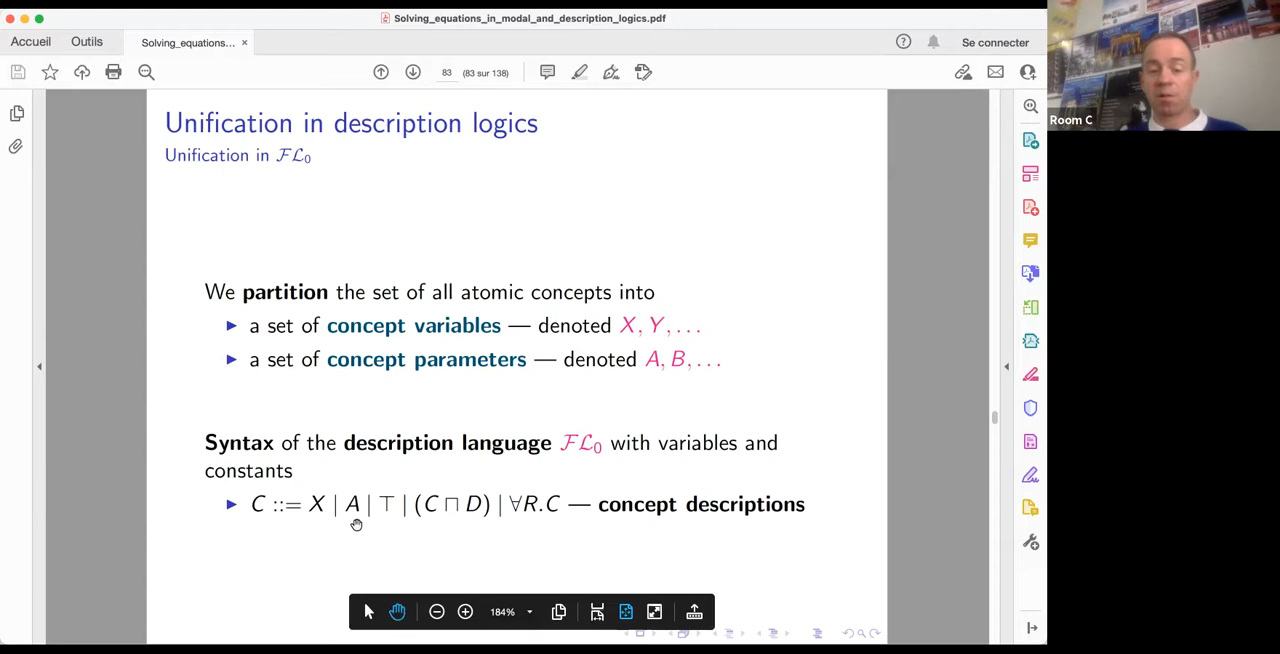 Solving_equations_in_modal_and_description_logics.pdf
Accueil Outils Solving_equations... × Se connecter
83 (83 sur 138)
Room C
Unification in description logics
Unification in ℱℒ₀
We partition the set of all atomic concepts into
▶ a set of concept variables — denoted X, Y, . . .
▶ a set of concept parameters — denoted A, B, . . .
Syntax of the description language ℱℒ₀ with variables and
constants
▶ C ::= X | A | ⊤ | (C ⊓ D) | ∀R.C — concept descriptions
184%